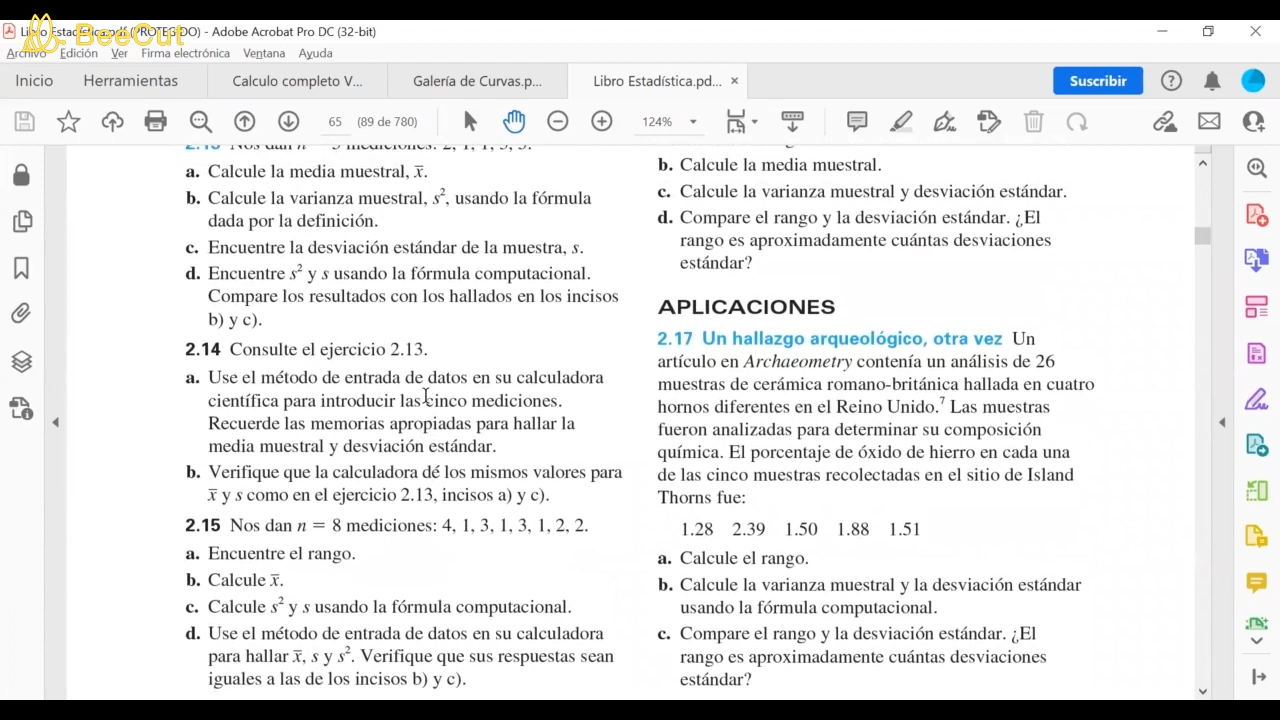 Libro Estadística.pdf (PROTEGIDO) - Adobe Acrobat Pro DC (32-bit)
BeeCut
Archivo Edición Ver Firma electrónica Ventana Ayuda
Inicio Herramientas Calculo completo V... Galería de Curvas.p... Libro Estadística.pd... × Suscribir
65 (89 de 780) 124%
a. Calcule la media muestral, x̅.
b. Calcule la varianza muestral, s², usando la fórmula
dada por la definición.
c. Encuentre la desviación estándar de la muestra, s.
d. Encuentre s² y s usando la fórmula computacional.
Compare los resultados con los hallados en los incisos
b) y c).
2.14 Consulte el ejercicio 2.13.
a. Use el método de entrada de datos en su calculadora
científica para introducir las cinco mediciones.
Recuerde las memorias apropiadas para hallar la
media muestral y desviación estándar.
b. Verifique que la calculadora dé los mismos valores para
x̅ y s como en el ejercicio 2.13, incisos a) y c).
2.15 Nos dan n = 8 mediciones: 4, 1, 3, 1, 3, 1, 2, 2.
a. Encuentre el rango.
b. Calcule x̅.
c. Calcule s² y s usando la fórmula computacional.
d. Use el método de entrada de datos en su calculadora
para hallar x̅, s y s². Verifique que sus respuestas sean
iguales a las de los incisos b) y c).
b. Calcule la media muestral.
c. Calcule la varianza muestral y desviación estándar.
d. Compare el rango y la desviación estándar. ¿El
rango es aproximadamente cuántas desviaciones
estándar?
APLICACIONES
2.17 Un hallazgo arqueológico, otra vez Un
artículo en Archaeometry contenía un análisis de 26
muestras de cerámica romano-británica hallada en cuatro
hornos diferentes en el Reino Unido.⁷ Las muestras
fueron analizadas para determinar su composición
química. El porcentaje de óxido de hierro en cada una
de las cinco muestras recolectadas en el sitio de Island
Thorns fue:
1.28 2.39 1.50 1.88 1.51
a. Calcule el rango.
b. Calcule la varianza muestral y la desviación estándar
usando la fórmula computacional.
c. Compare el rango y la desviación estándar. ¿El
rango es aproximadamente cuántas desviaciones
estándar?